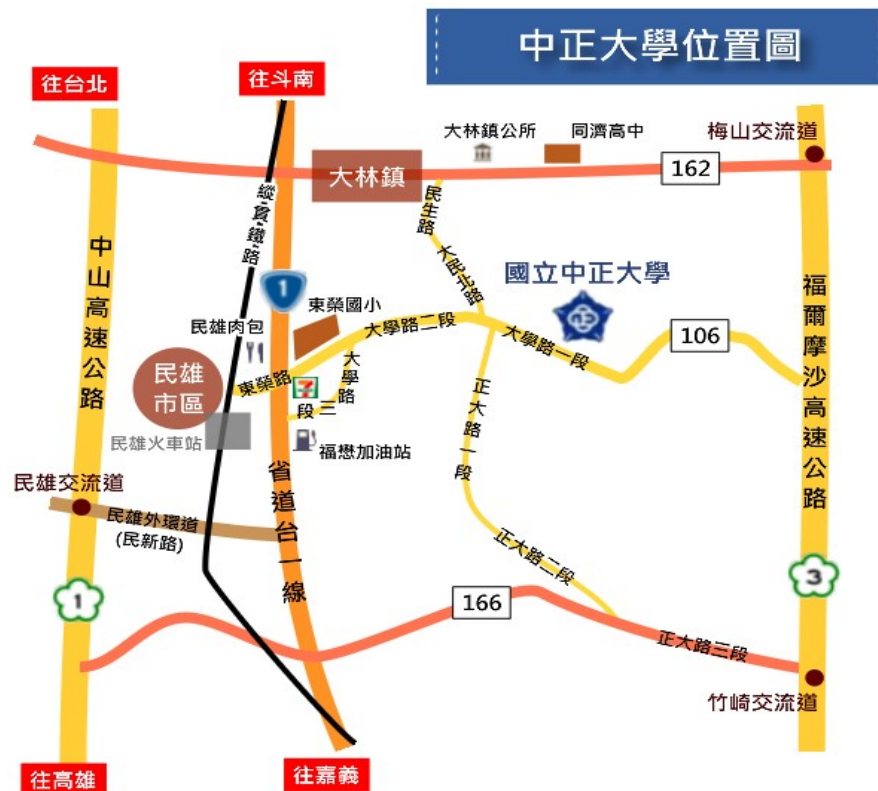 中正大學位置圖
往台北
往斗南
大林鎮公所
同濟高中
梅山交流道
大林鎮
162
縱貫鐵路
民生路
大民北路
中山高速公路
1
東榮國小
國立中正大學
福爾摩沙高速公路
民雄肉包
大學路二段
大學路一段
106
民雄
市區
東榮路
7
大學路
三段
正大路一段
民雄火車站
福懋加油站
省道台一線
民雄交流道
民雄外環道
(民新路)
正大路二段
3
1
166
正大路三段
竹崎交流道
往高雄
往嘉義